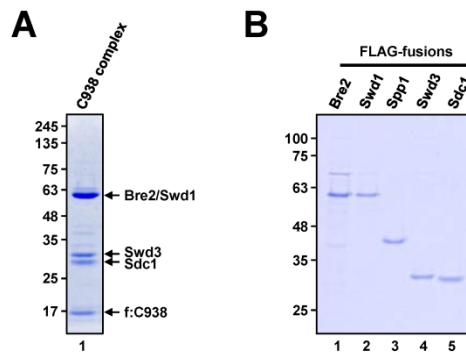 A
C938 complex
245
135
75
63
48
35
25
17
Bre2/Swd1
Swd3
Sdc1
f:C938
1
B
FLAG-fusions
Bre2
Swd1
Spp1
Swd3
Sdc1
100
75
63
48
35
25
1 2 3 4 5